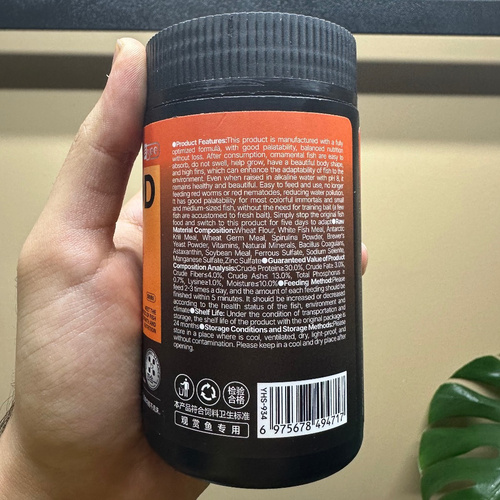 ●Product Features:This product is manufactured with a fully
optimized formula, with good palatability, balanced nutrition
without loss. After consumption, ornamental fish are easy to
absorb, do not swell, help grow, have a beautiful body shape,
and high fins, which can enhance the adaptability of fish to the
environment. Even when raised in alkaline water with pH 8, it
remains healthy and beautiful. Easy to feed and use, no longer
feeding red worms or red nematodes, reducing water pollution,
It has good palatability for most colorful immortals and small
and medium-sized fish, without the need for training bait (a few
fish are accustomed to fresh bait). Simply stop the original fish
food and switch to this product for five days to adapt●Raw
Material Composition:Wheat Flour, White Fish Meal, Antarctic
Krill Meal, Wheat Germ Meal, Spirulina Powder, Brewer's
Yeast Powder, Vitamins, Natural Minerals, Bacillus Coagulans,
Astaxanthin, Soybean Meal, Ferrous Sulfate, Sodium Selenite,
Manganese Sulfate,Zinc Sulfate●Guaranteed Value of Product
Composition Analysis:Crude Protein≥30.0%, Crude Fat≥3.0%,
Crude Fiber≤4.0%, Crude Ash≤ 13.0%, Total Phosphorus ≥
0.7%, Lysine≥1.0%, Moisture≤10.0%●Feeding Method:Please
feed 2-3 times a day, and the amount of each feeding should be
finished within 5 minutes. It should be increased or decreased
according to the health status of the fish, environment and
climate●Shelf Life: Under the condition of transportation and
storage, the shelf life of the product with the original package is
24 months●Storage Conditions and Storage Methods:Please
store in a place where is cool, ventilated, dry, light-proof, and
without contamination. Please keep in a cool and dry place after
opening.
D
检验
合格
本产品符合饲料卫生标准
观赏鱼专用
YHS-934
6 975678 494717